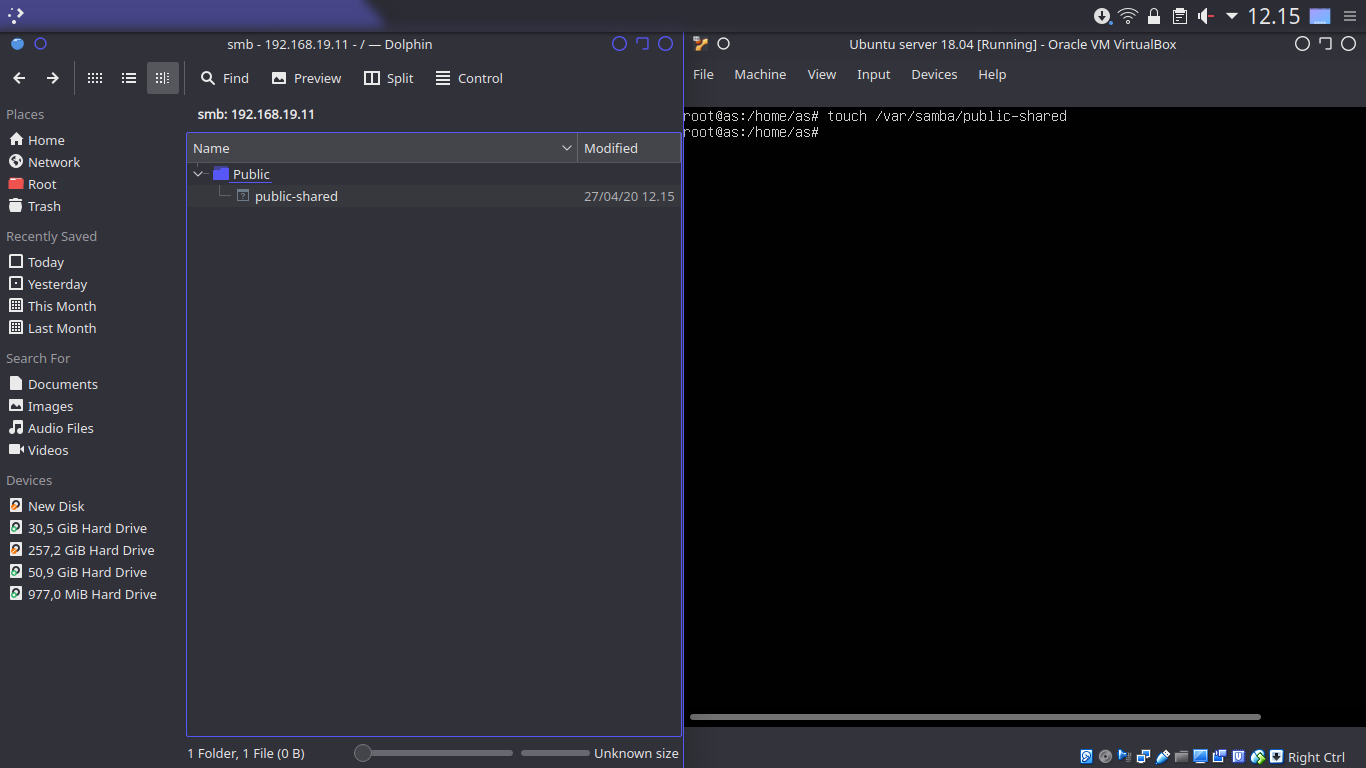 12.15
smb - 192.168.19.11 - / — Dolphin
Find
Preview
Split
Control
Places
Home
Network
Root
Trash
Recently Saved
Today
Yesterday
This Month
Last Month
Search For
Documents
Images
Audio Files
Videos
Devices
New Disk
30,5 GiB Hard Drive
257,2 GiB Hard Drive
50,9 GiB Hard Drive
977,0 MiB Hard Drive
smb: 192.168.19.11
Name Modified
Public
public-shared 27/04/20 12.15
1 Folder, 1 File (0 B) Unknown size
Ubuntu server 18.04 [Running] - Oracle VM VirtualBox
File Machine View Input Devices Help
root@as:/home/as# touch /var/samba/public-shared
root@as:/home/as#
Right Ctrl